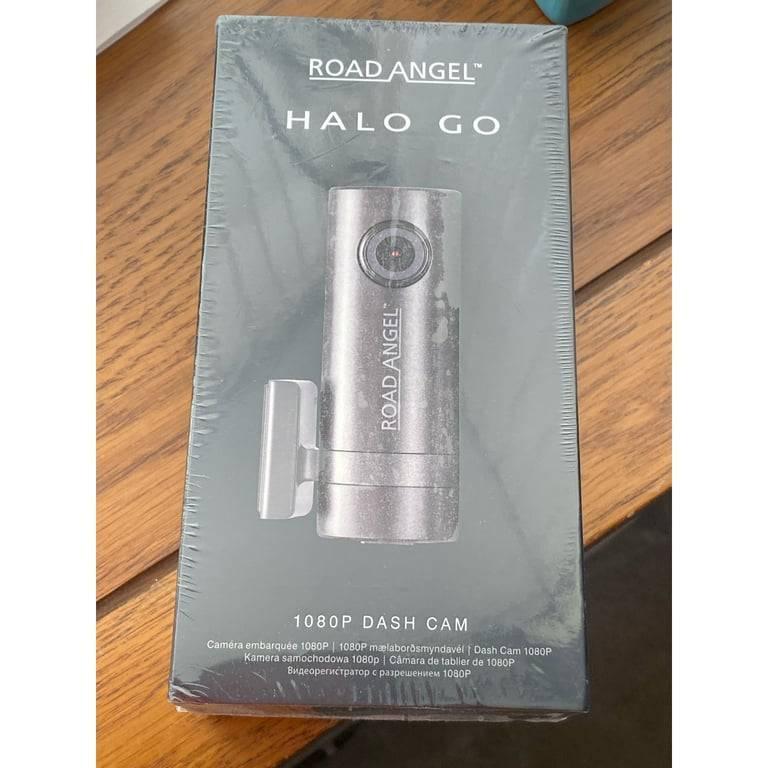 ROAD ANGEL™
HALO GO
ROAD ANGEL™
1080P DASH CAM
Caméra embarquée 1080P | 1080P mælaborðsmyndavél | Dash Cam 1080P
Kamera samochodowa 1080p | Câmara de tablier de 1080P
Видеорегистратор с разрешением 1080P